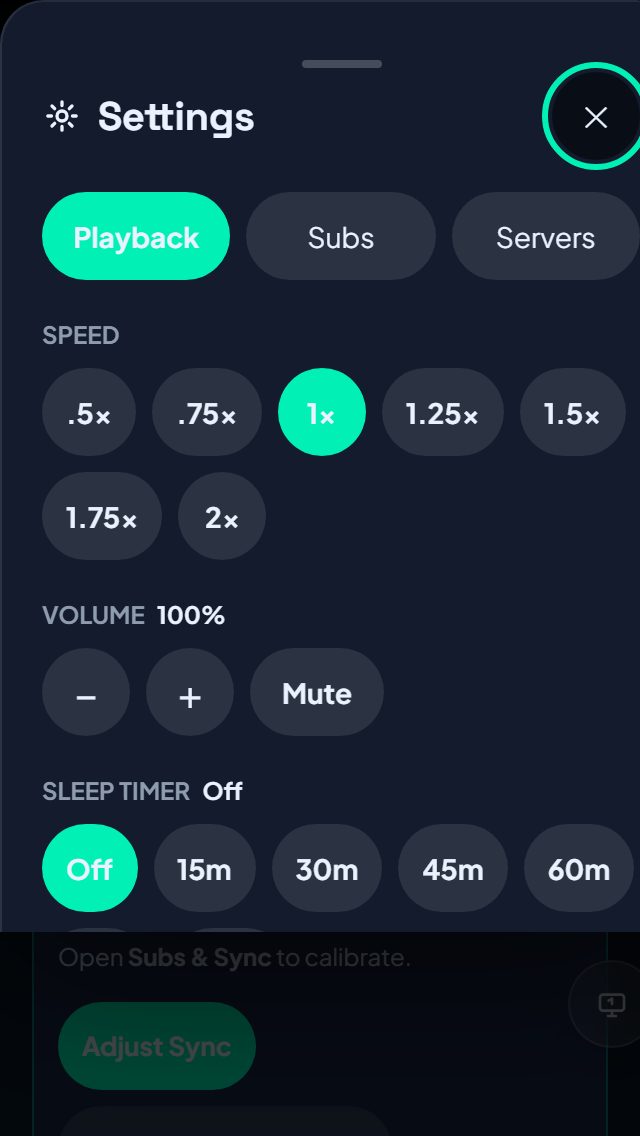 Settings
Playback Subs Servers
SPEED
.5× .75× 1× 1.25× 1.5×
1.75× 2×
VOLUME 100%
− + Mute
SLEEP TIMER Off
Off 15m 30m 45m 60m
Open Subs & Sync to calibrate.
Adjust Sync